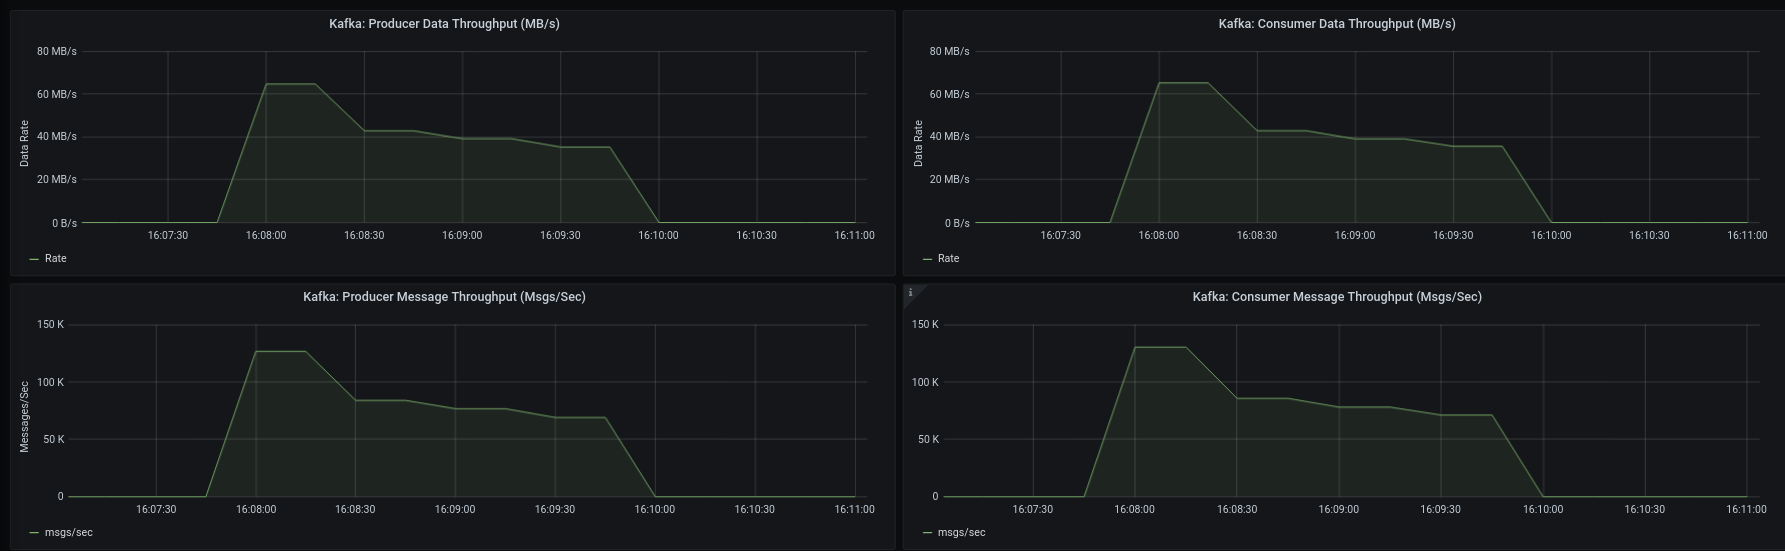 Kafka: Producer Data Throughput (MB/s)
80 MB/s
60 MB/s
40 MB/s
20 MB/s
0 B/s
Data Rate
16:07:30 16:08:00 16:08:30 16:09:00 16:09:30 16:10:00 16:10:30 16:11:00
Rate
Kafka: Consumer Data Throughput (MB/s)
80 MB/s
60 MB/s
40 MB/s
20 MB/s
0 B/s
Data Rate
16:07:30 16:08:00 16:08:30 16:09:00 16:09:30 16:10:00 16:10:30 16:11:00
Rate
Kafka: Producer Message Throughput (Msgs/Sec)
150 K
100 K
50 K
0
Messages/Sec
16:07:30 16:08:00 16:08:30 16:09:00 16:09:30 16:10:00 16:10:30 16:11:00
msgs/sec
i
Kafka: Consumer Message Throughput (Msgs/Sec)
150 K
100 K
50 K
0
16:07:30 16:08:00 16:08:30 16:09:00 16:09:30 16:10:00 16:10:30 16:11:00
msgs/sec